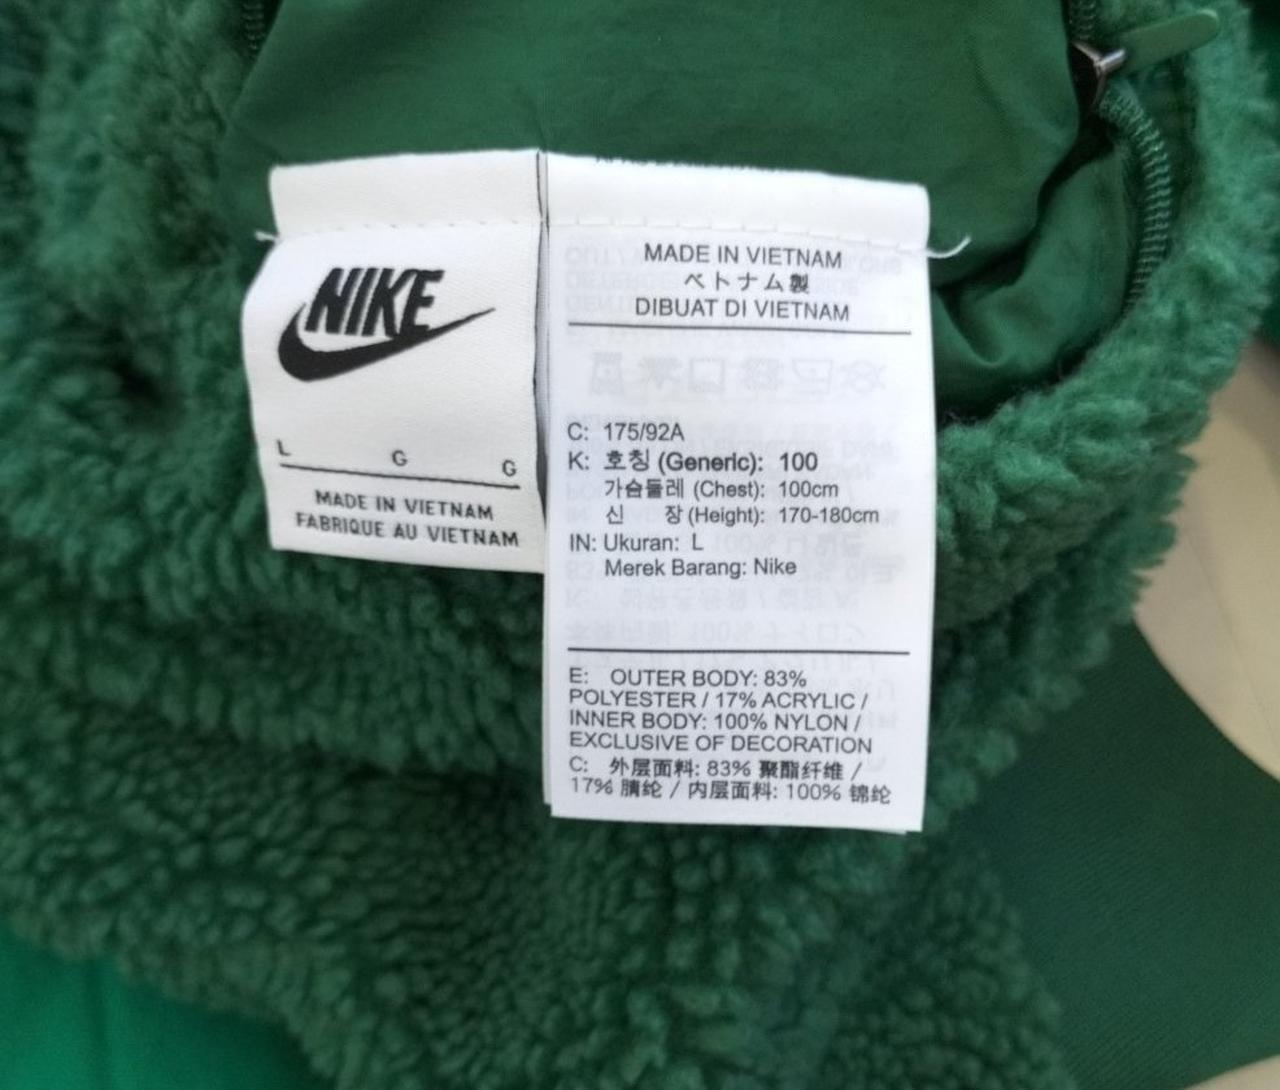 NIKE
L G G
MADE IN VIETNAM
FABRIQUE AU VIETNAM
MADE IN VIETNAM
ベトナム製
DIBUAT DI VIETNAM
C: 175/92A
K: 호칭 (Generic): 100
가슴둘레 (Chest): 100cm
신 장 (Height): 170-180cm
IN: Ukuran: L
Merek Barang: Nike
E: OUTER BODY: 83%
POLYESTER / 17% ACRYLIC /
INNER BODY: 100% NYLON /
EXCLUSIVE OF DECORATION
C: 外层面料: 83% 聚酯纤维 /
17% 腈纶 / 内层面料: 100% 锦纶